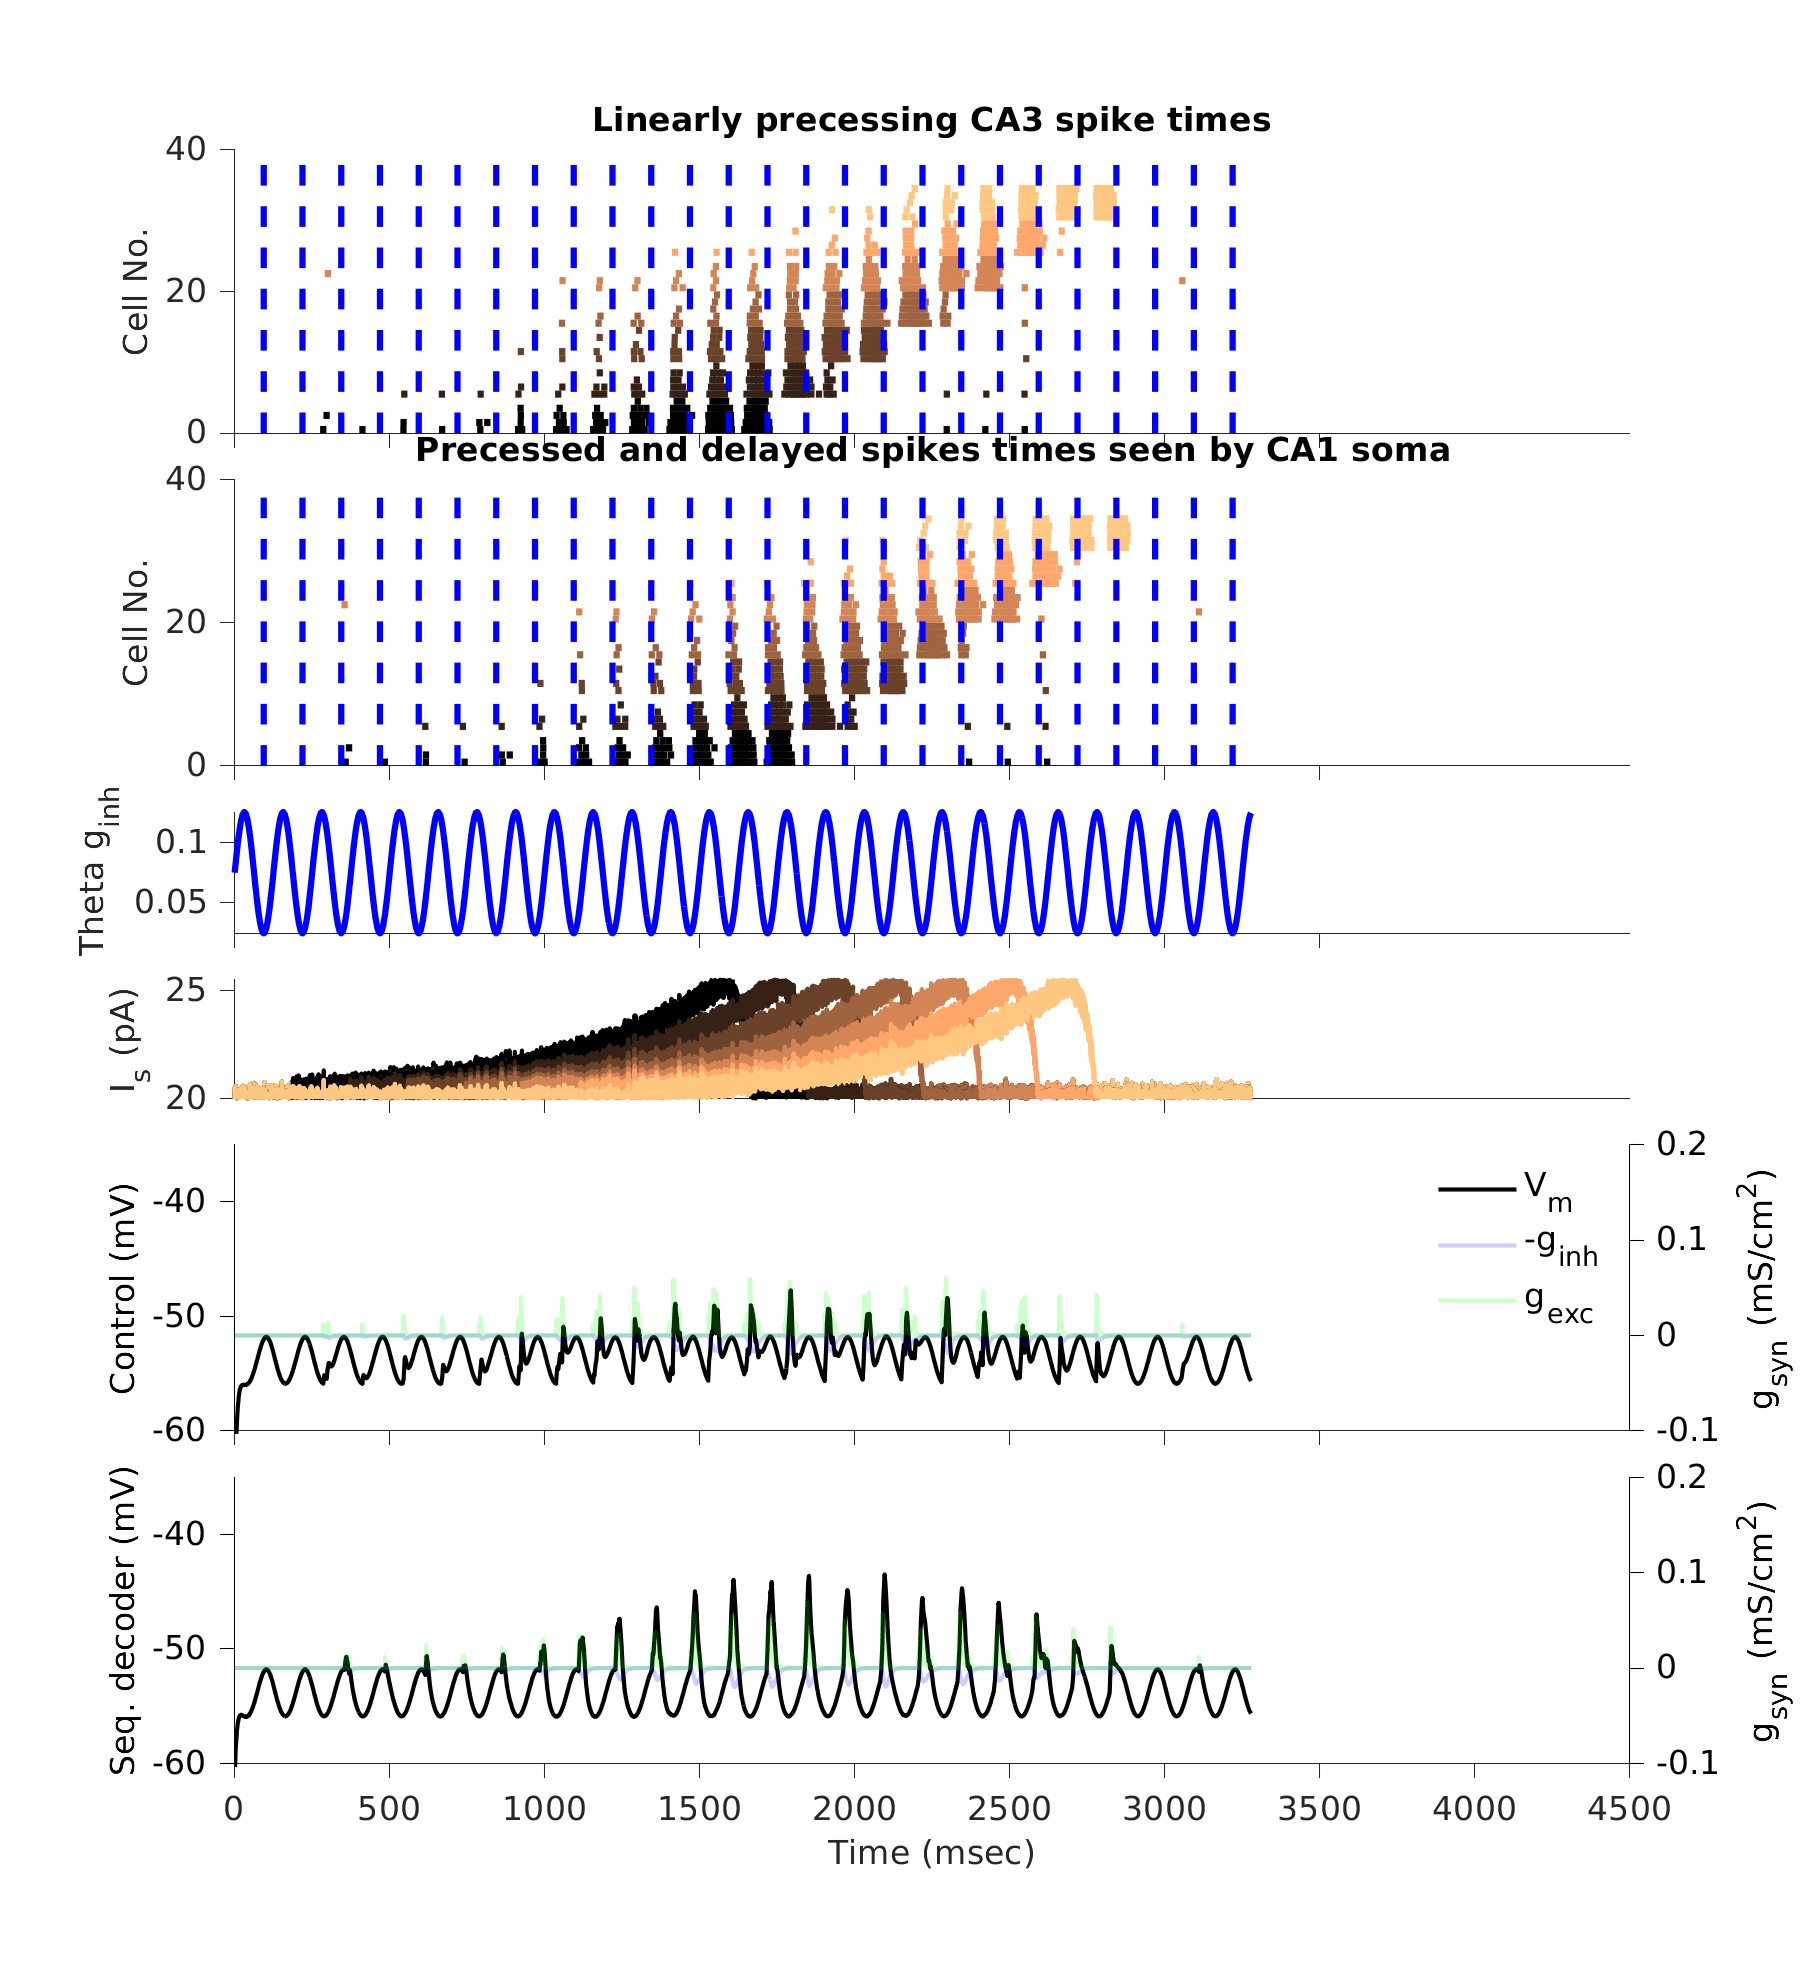 Linearly precessing CA3 spike times
40
20
0
Cell No.
Precessed and delayed spikes times seen by CA1 soma
40
20
0
Cell No.
0.1
0.05
Theta g_inh
25
20
I_s (pA)
-40
-50
-60
Control (mV)
V_m
-g_inh
g_exc
0.2
0.1
0
-0.1
g_syn (mS/cm^2)
-40
-50
-60
Seq. decoder (mV)
0.2
0.1
0
-0.1
g_syn (mS/cm^2)
0 500 1000 1500 2000 2500 3000 3500 4000 4500
Time (msec)